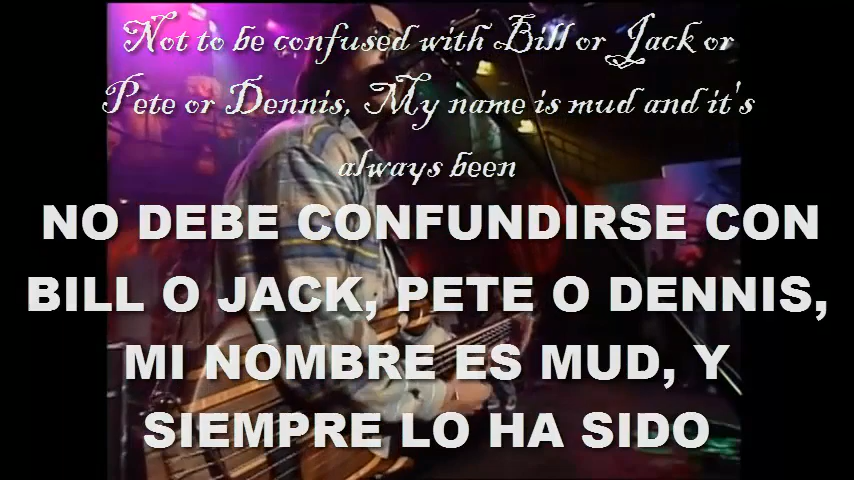 Not to be confused with Bill or Jack or
Pete or Dennis, My name is mud and it's
always been
NO DEBE CONFUNDIRSE CON
BILL O JACK, PETE O DENNIS,
MI NOMBRE ES MUD, Y
SIEMPRE LO HA SIDO